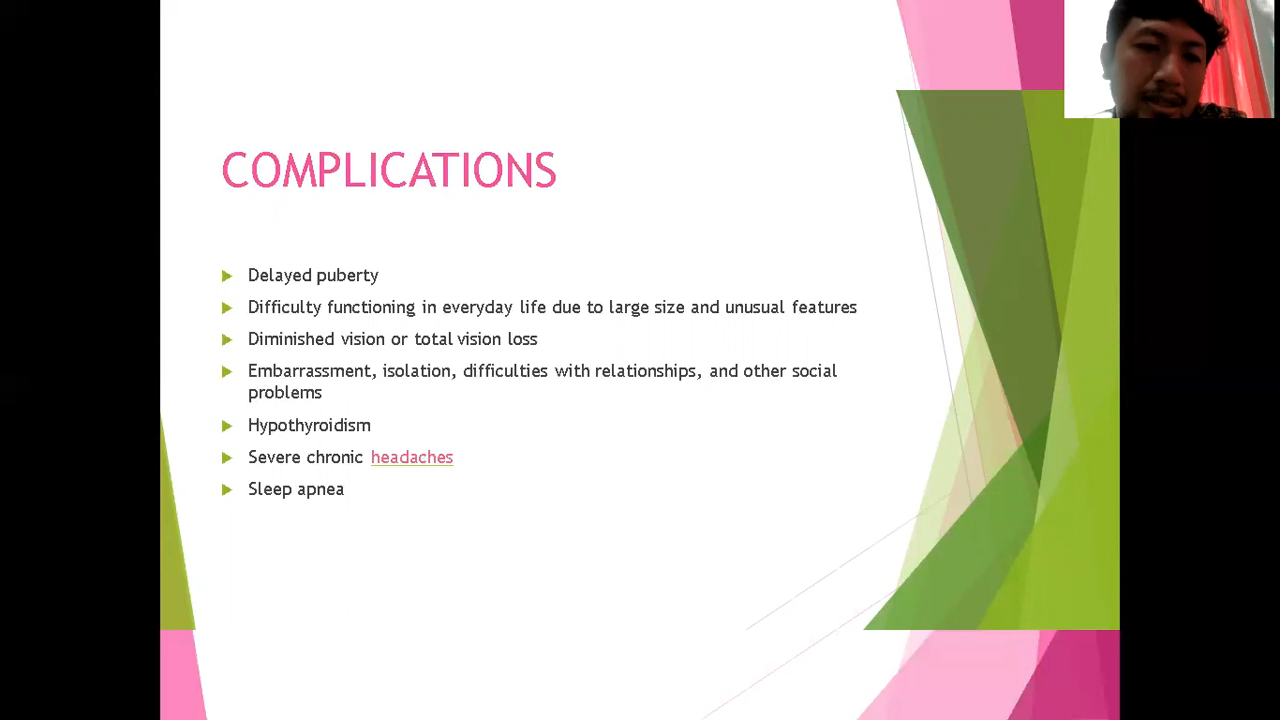 COMPLICATIONS
Delayed puberty
Difficulty functioning in everyday life due to large size and unusual features
Diminished vision or total vision loss
Embarrassment, isolation, difficulties with relationships, and other social
problems
Hypothyroidism
Severe chronic headaches
Sleep apnea